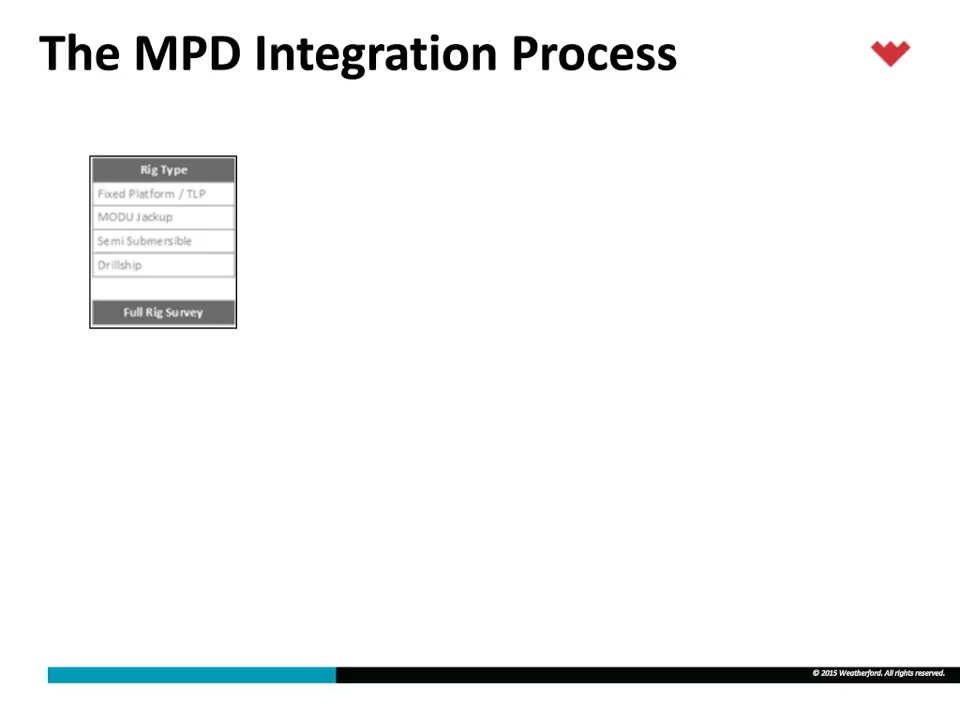 The MPD Integration Process
Rig Type
Fixed Platform / TLP
MODU Jackup
Semi Submersible
Drillship
Full Rig Survey
© 2015 Weatherford. All rights reserved.